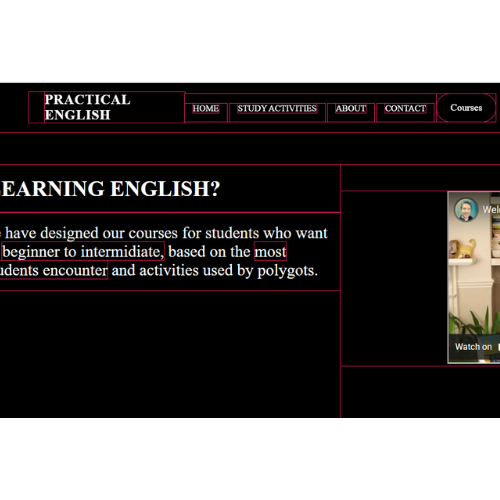 PRACTICAL
ENGLISH
HOME
STUDY ACTIVITIES
ABOUT
CONTACT
Courses
EARNING ENGLISH?
have designed our courses for students who want
beginner to intermidiate, based on the most
udents encounter and activities used by polygots.
Wel
Watch on